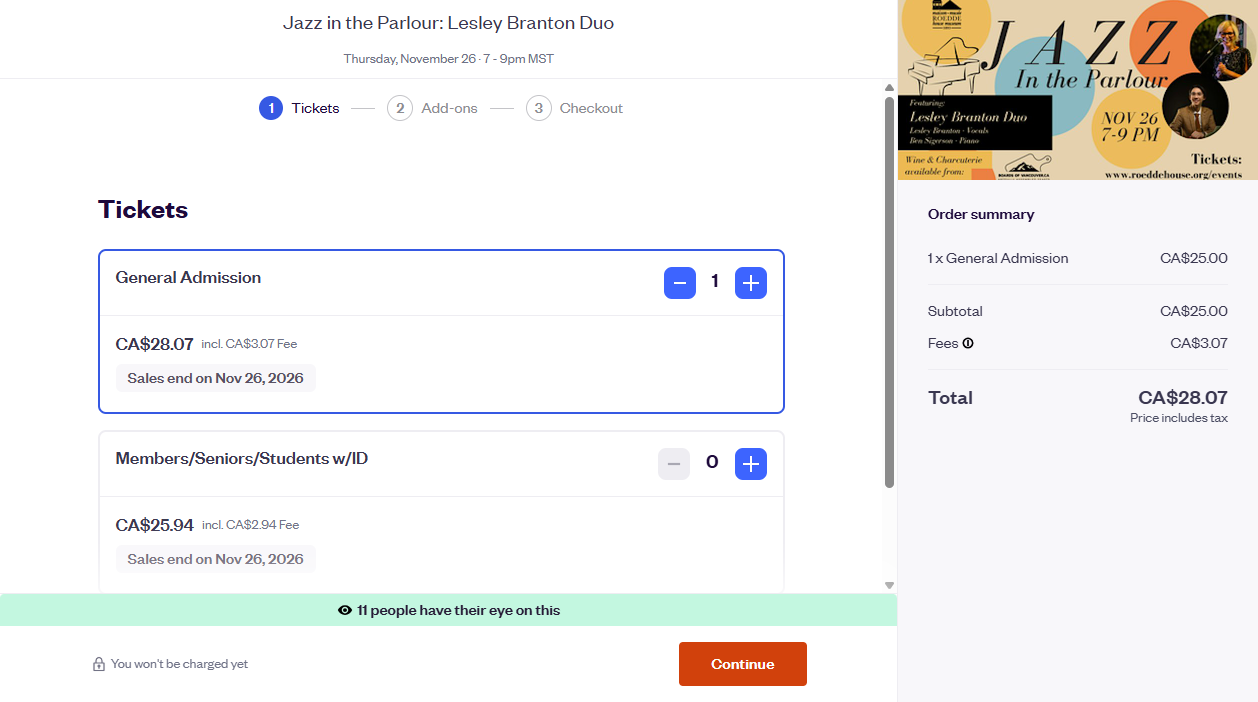 Jazz in the Parlour: Lesley Branton Duo
Thursday, November 26 · 7 - 9pm MST
1 Tickets 2 Add-ons 3 Checkout
Tickets
General Admission
1
CA$28.07 incl. CA$3.07 Fee
Sales end on Nov 26, 2026
Members/Seniors/Students w/ID
0
CA$25.94 incl. CA$2.94 Fee
Sales end on Nov 26, 2026
11 people have their eye on this
You won't be charged yet
Continue
ROEDDE
JAZZ
In the Parlour
Featuring:
Lesley Branton Duo
Lesley Branton - Vocals
Ben Sigerson - Piano
NOV 26
7-9 PM
Wine & Charcuterie
available from:
BOARDS OF VANCOUVER.CA
Tickets:
www.roeddehouse.org/events
Order summary
1 x General Admission CA$25.00
Subtotal CA$25.00
Fees CA$3.07
Total CA$28.07
Price includes tax